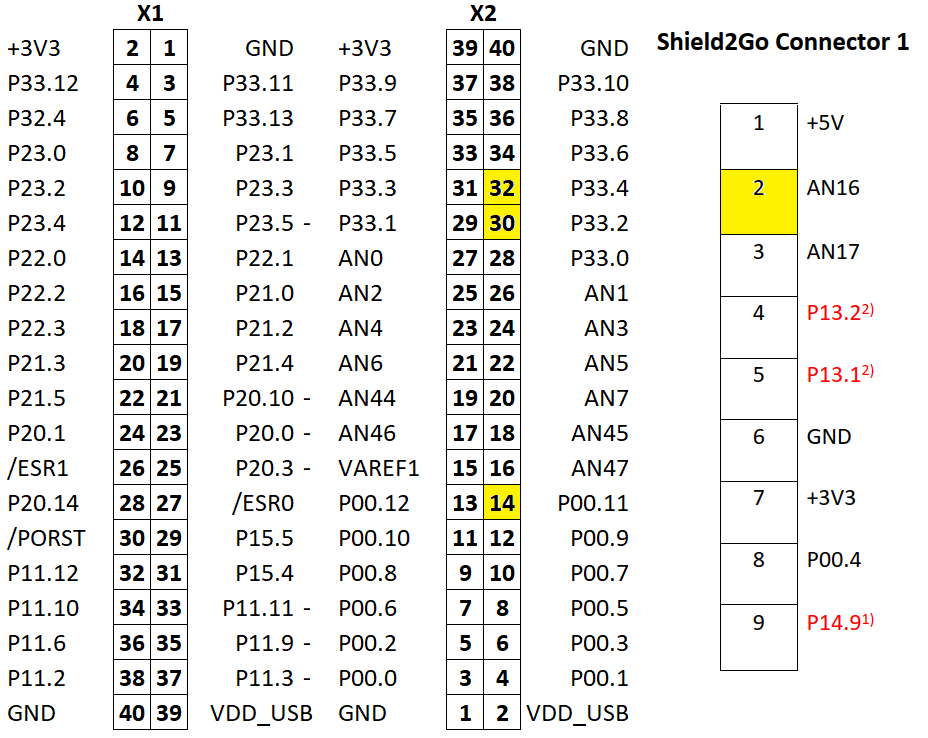 X1 X2
Shield2Go Connector 1
+3V3 2 1 GND +3V3 39 40 GND
P33.12 4 3 P33.11 P33.9 37 38 P33.10
P32.4 6 5 P33.13 P33.7 35 36 P33.8
P23.0 8 7 P23.1 P33.5 33 34 P33.6
P23.2 10 9 P23.3 P33.3 31 32 P33.4
P23.4 12 11 P23.5 - P33.1 29 30 P33.2
P22.0 14 13 P22.1 AN0 27 28 P33.0
P22.2 16 15 P21.0 AN2 25 26 AN1
P22.3 18 17 P21.2 AN4 23 24 AN3
P21.3 20 19 P21.4 AN6 21 22 AN5
P21.5 22 21 P20.10 - AN44 19 20 AN7
P20.1 24 23 P20.0 - AN46 17 18 AN45
/ESR1 26 25 P20.3 - VAREF1 15 16 AN47
P20.14 28 27 /ESR0 P00.12 13 14 P00.11
/PORST 30 29 P15.5 P00.10 11 12 P00.9
P11.12 32 31 P15.4 P00.8 9 10 P00.7
P11.10 34 33 P11.11 - P00.6 7 8 P00.5
P11.6 36 35 P11.9 - P00.2 5 6 P00.3
P11.2 38 37 P11.3 - P00.0 3 4 P00.1
GND 40 39 VDD_USB GND 1 2 VDD_USB
1 +5V
2 AN16
3 AN17
4 P13.2²⁾
5 P13.1²⁾
6 GND
7 +3V3
8 P00.4
9 P14.9¹⁾